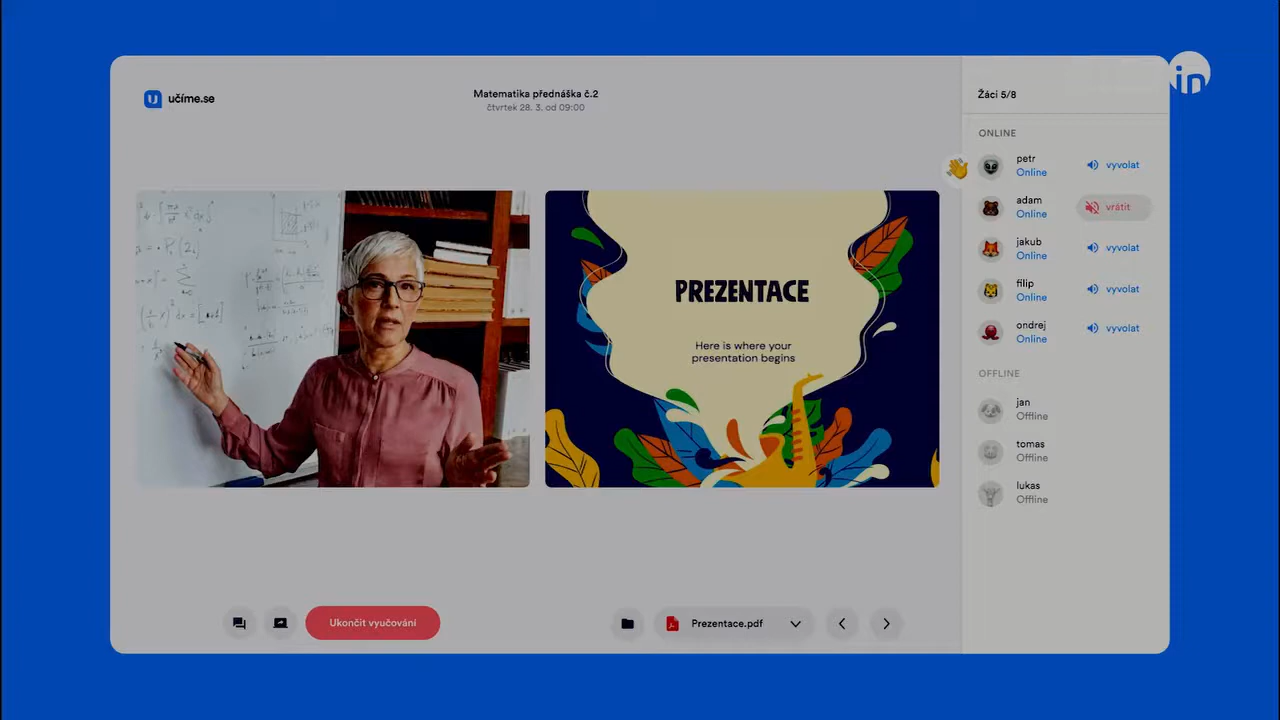 učíme.se
Matematika přednáška č.2
čtvrtek 28. 3. od 09:00
Žáci 5/8
in
ONLINE
petr
Online
vyvolat
adam
Online
vrátit
jakub
Online
vyvolat
filip
Online
vyvolat
ondrej
Online
vyvolat
OFFLINE
jan
Offline
tomas
Offline
lukas
Offline
PREZENTACE
Here is where your
presentation begins
Ukončit vyučování
Prezentace.pdf